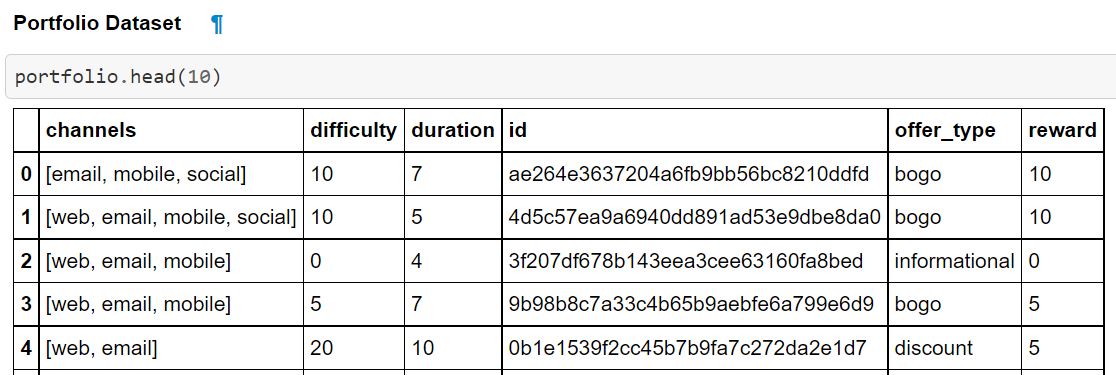 Portfolio Dataset ¶
portfolio.head(10)
channels difficulty duration id offer_type reward
0 [email, mobile, social] 10 7 ae264e3637204a6fb9bb56bc8210ddfd bogo 10
1 [web, email, mobile, social] 10 5 4d5c57ea9a6940dd891ad53e9dbe8da0 bogo 10
2 [web, email, mobile] 0 4 3f207df678b143eea3cee63160fa8bed informational 0
3 [web, email, mobile] 5 7 9b98b8c7a33c4b65b9aebfe6a799e6d9 bogo 5
4 [web, email] 20 10 0b1e1539f2cc45b7b9fa7c272da2e1d7 discount 5